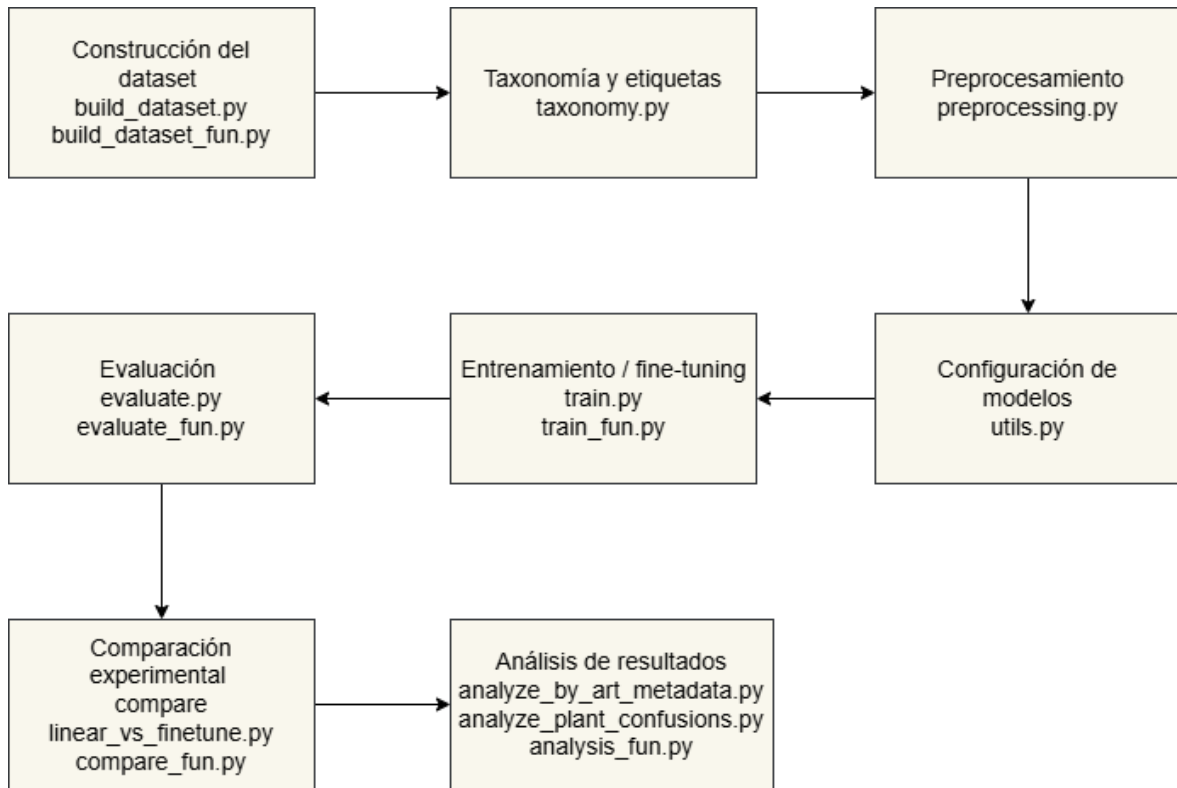 Construcción del
dataset
build_dataset.py
build_dataset_fun.py
Taxonomía y etiquetas
taxonomy.py
Preprocesamiento
preprocessing.py
Evaluación
evaluate.py
evaluate_fun.py
Entrenamiento / fine-tuning
train.py
train_fun.py
Configuración de
modelos
utils.py
Comparación
experimental
compare
linear_vs_finetune.py
compare_fun.py
Análisis de resultados
analyze_by_art_metadata.py
analyze_plant_confusions.py
analysis_fun.py